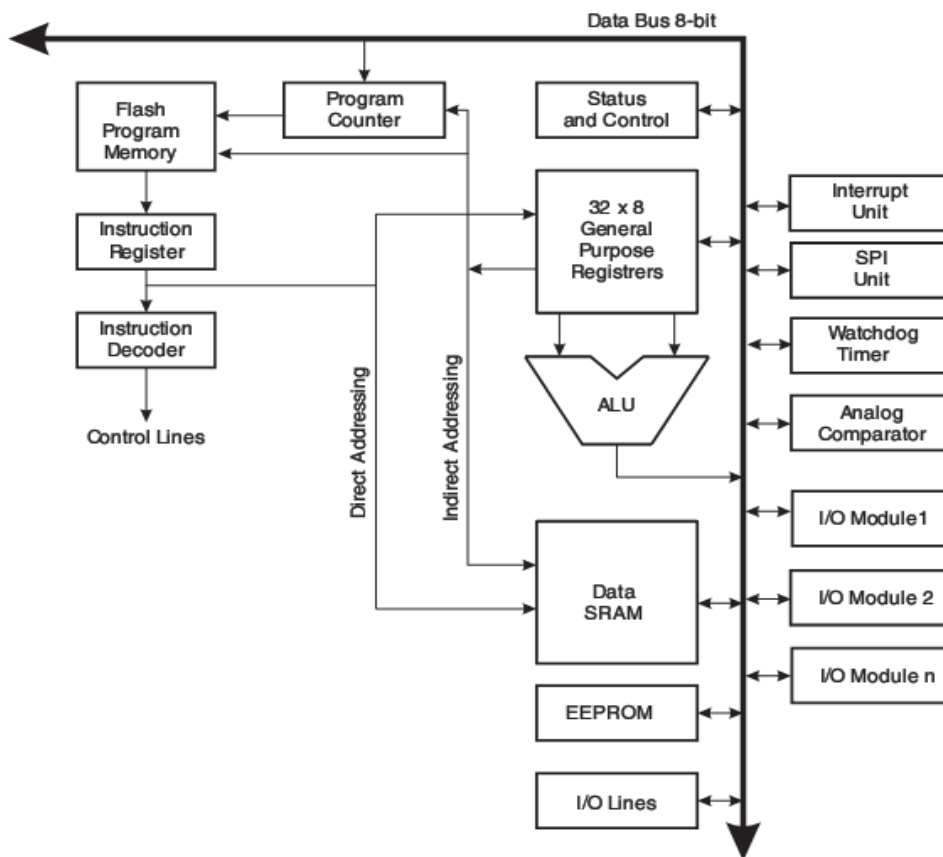 Data Bus 8-bit
Flash
Program
Memory
Program
Counter
Status
and Control
32 x 8
General
Purpose
Registrers
Interrupt
Unit
Instruction
Register
SPI
Unit
Instruction
Decoder
Watchdog
Timer
ALU
Analog
Comparator
Control Lines
Direct Addressing
Indirect Addressing
I/O Module1
Data
SRAM
I/O Module 2
I/O Module n
EEPROM
I/O Lines